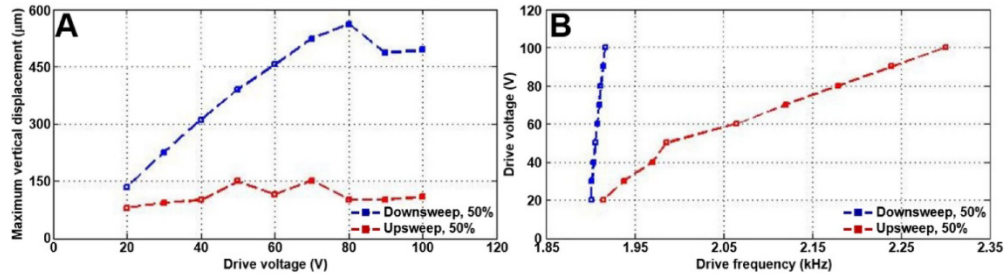 A
Maximum vertical displacement (µm)
600
450
300
150
0
0 20 40 60 80 100 120
Drive voltage (V)
Downsweep, 50%
Upsweep, 50%
B
Drive voltage (V)
120
100
80
60
40
20
0
1.85 1.95 2.05 2.15 2.25 2.35
Drive frequency (kHz)
Downsweep, 50%
Upsweep, 50%